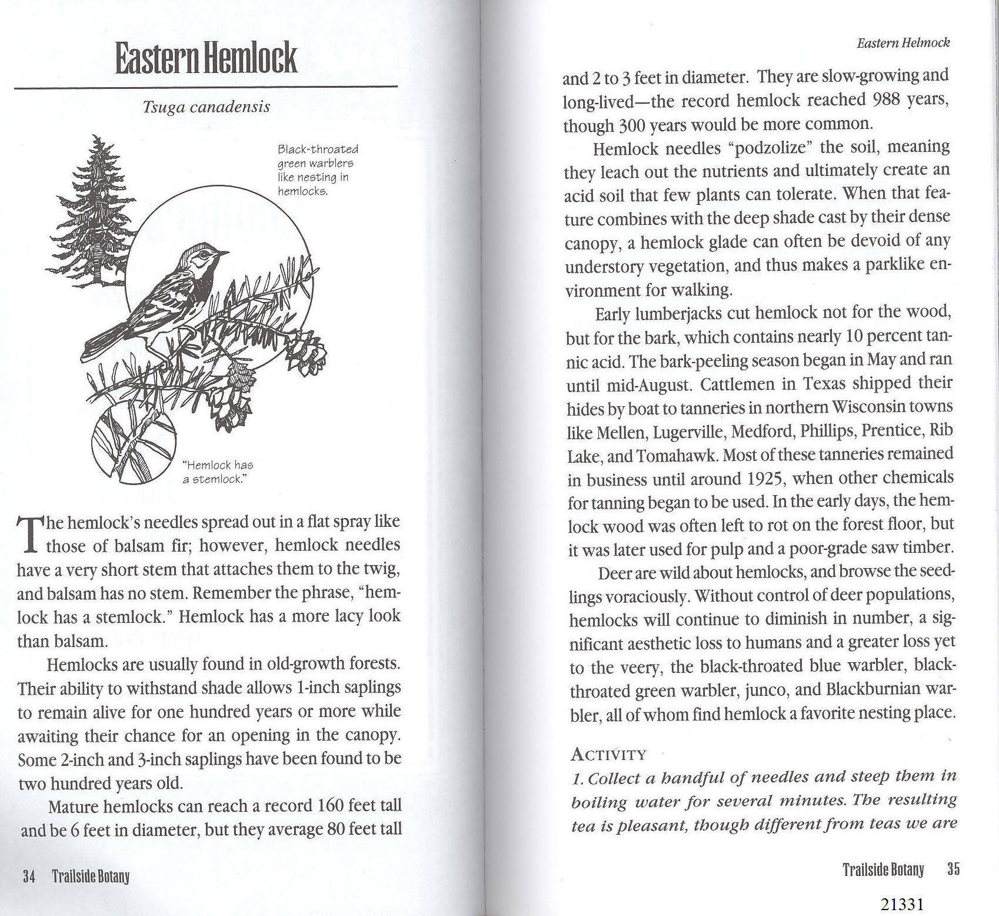 Eastern Hemlock
Tsuga canadensis
Black-throated
green warblers
like nesting in
hemlocks.
"Hemlock has
a stemlock."
The hemlock's needles spread out in a flat spray like
those of balsam fir; however, hemlock needles
have a very short stem that attaches them to the twig,
and balsam has no stem. Remember the phrase, "hem-
lock has a stemlock." Hemlock has a more lacy look
than balsam.
Hemlocks are usually found in old-growth forests.
Their ability to withstand shade allows 1-inch saplings
to remain alive for one hundred years or more while
awaiting their chance for an opening in the canopy.
Some 2-inch and 3-inch saplings have been found to be
two hundred years old.
Mature hemlocks can reach a record 160 feet tall
and be 6 feet in diameter, but they average 80 feet tall
34 Trailside Botany
Eastern Helmock
and 2 to 3 feet in diameter. They are slow-growing and
long-lived—the record hemlock reached 988 years,
though 300 years would be more common.
Hemlock needles "podzolize" the soil, meaning
they leach out the nutrients and ultimately create an
acid soil that few plants can tolerate. When that fea-
ture combines with the deep shade cast by their dense
canopy, a hemlock glade can often be devoid of any
understory vegetation, and thus makes a parklike en-
vironment for walking.
Early lumberjacks cut hemlock not for the wood,
but for the bark, which contains nearly 10 percent tan-
nic acid. The bark-peeling season began in May and ran
until mid-August. Cattlemen in Texas shipped their
hides by boat to tanneries in northern Wisconsin towns
like Mellen, Lugerville, Medford, Phillips, Prentice, Rib
Lake, and Tomahawk. Most of these tanneries remained
in business until around 1925, when other chemicals
for tanning began to be used. In the early days, the hem-
lock wood was often left to rot on the forest floor, but
it was later used for pulp and a poor-grade saw timber.
Deer are wild about hemlocks, and browse the seed-
lings voraciously. Without control of deer populations,
hemlocks will continue to diminish in number, a sig-
nificant aesthetic loss to humans and a greater loss yet
to the veery, the black-throated blue warbler, black-
throated green warbler, junco, and Blackburnian war-
bler, all of whom find hemlock a favorite nesting place.
ACTIVITY
1. Collect a handful of needles and steep them in
boiling water for several minutes. The resulting
tea is pleasant, though different from teas we are
Trailside Botany 35
21331